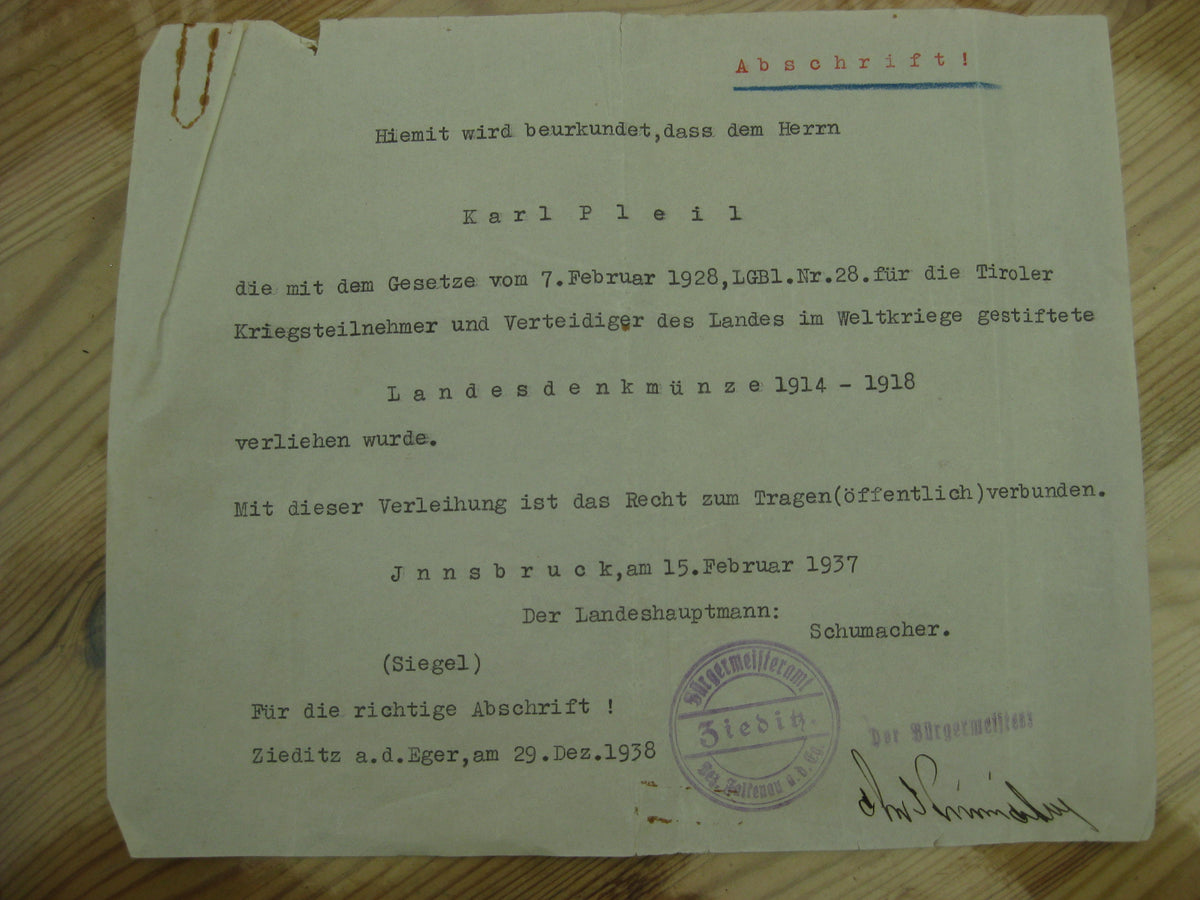 Abschrift!
Hiemit wird beurkundet,dass dem Herrn
Karl Pleil
die mit dem Gesetze vom 7.Februar 1928,LGBl.Nr.28.für die Tiroler
Kriegsteilnehmer und Verteidiger des Landes im Weltkriege gestiftete
Landesdenkmünze 1914 - 1918
verliehen wurde.
Mit dieser Verleihung ist das Recht zum Tragen(öffentlich)verbunden.
Jnnsbruck,am 15.Februar 1937
Der Landeshauptmann:
Schumacher.
(Siegel)
Für die richtige Abschrift !
Zieditz a.d.Eger,am 29.Dez.1938
Bürgermeisteramt
Zieditz.
Bez. Falkenau a.d. Eg.
Der Bürgermeister: